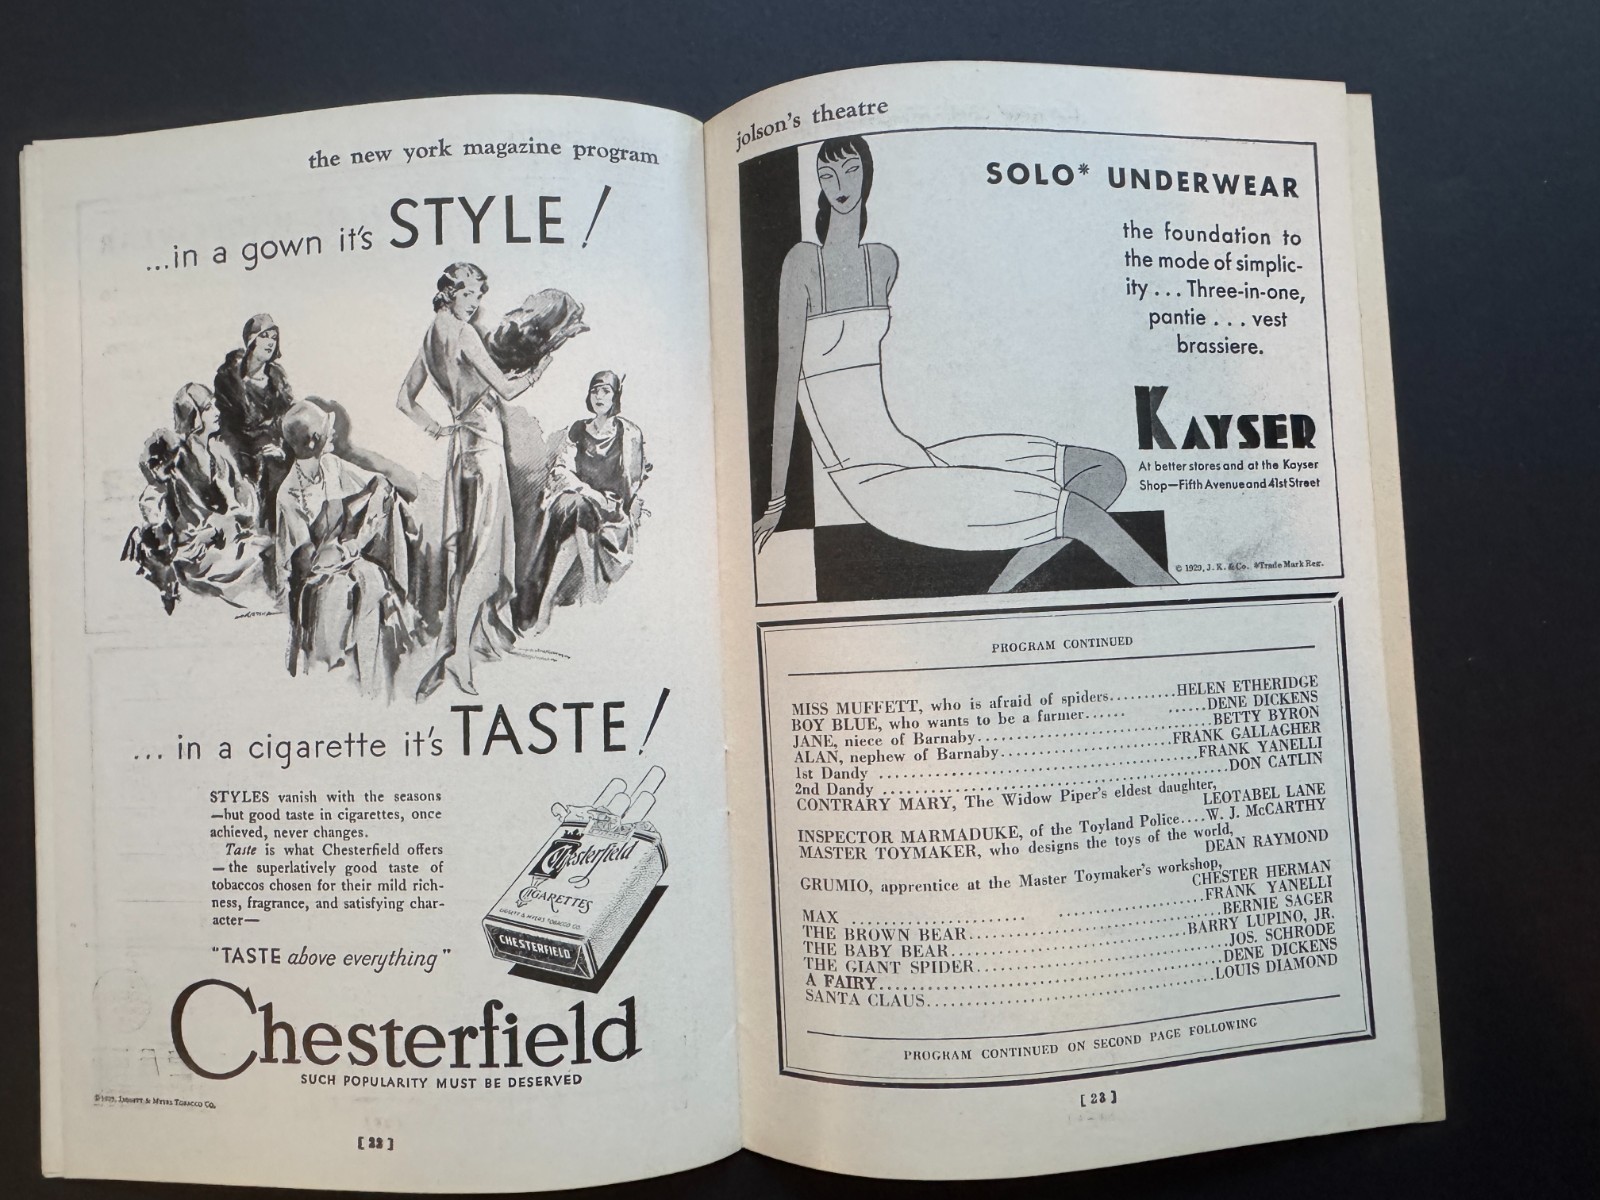 the new york magazine program
...in a gown it's STYLE!
... in a cigarette it's TASTE!
STYLES vanish with the seasons
—but good taste in cigarettes, once
achieved, never changes.
Taste is what Chesterfield offers
—the superlatively good taste of
tobaccos chosen for their mild rich-
ness, fragrance, and satisfying char-
acter—
"TASTE above everything"
Chesterfield
CIGARETTES
LIGGETT & MYERS TOBACCO CO.
CHESTERFIELD
Chesterfield
SUCH POPULARITY MUST BE DESERVED
© 1929, LIGGETT & MYERS TOBACCO CO.
[ 22 ]
jolson's theatre
SOLO* UNDERWEAR
the foundation to
the mode of simplic-
ity . . . Three-in-one,
pantie . . . vest
brassiere.
KAYSER
At better stores and at the Kayser
Shop—Fifth Avenue and 41st Street
© 1929, J. K. & Co. *Trade Mark Reg.
PROGRAM CONTINUED
MISS MUFFETT, who is afraid of spiders..........HELEN ETHERIDGE
BOY BLUE, who wants to be a farmer...... ......DENE DICKENS
JANE, niece of Barnaby..............................BETTY BYRON
ALAN, nephew of Barnaby........................FRANK GALLAGHER
1st Dandy ........................................FRANK YANELLI
2nd Dandy ........................................DON CATLIN
CONTRARY MARY, The Widow Piper's eldest daughter,
LEOTABEL LANE
INSPECTOR MARMADUKE, of the Toyland Police....W. J. McCARTHY
MASTER TOYMAKER, who designs the toys of the world,
DEAN RAYMOND
GRUMIO, apprentice at the Master Toymaker's workshop,
CHESTER HERMAN
MAX ...................... ....................FRANK YANELLI
THE BROWN BEAR................................BERNIE SAGER
THE BABY BEAR..............................BARRY LUPINO, JR.
THE GIANT SPIDER..............................JOS. SCHRODE
A FAIRY........................................DENE DICKENS
SANTA CLAUS..................................LOUIS DIAMOND
PROGRAM CONTINUED ON SECOND PAGE FOLLOWING
[ 23 ]